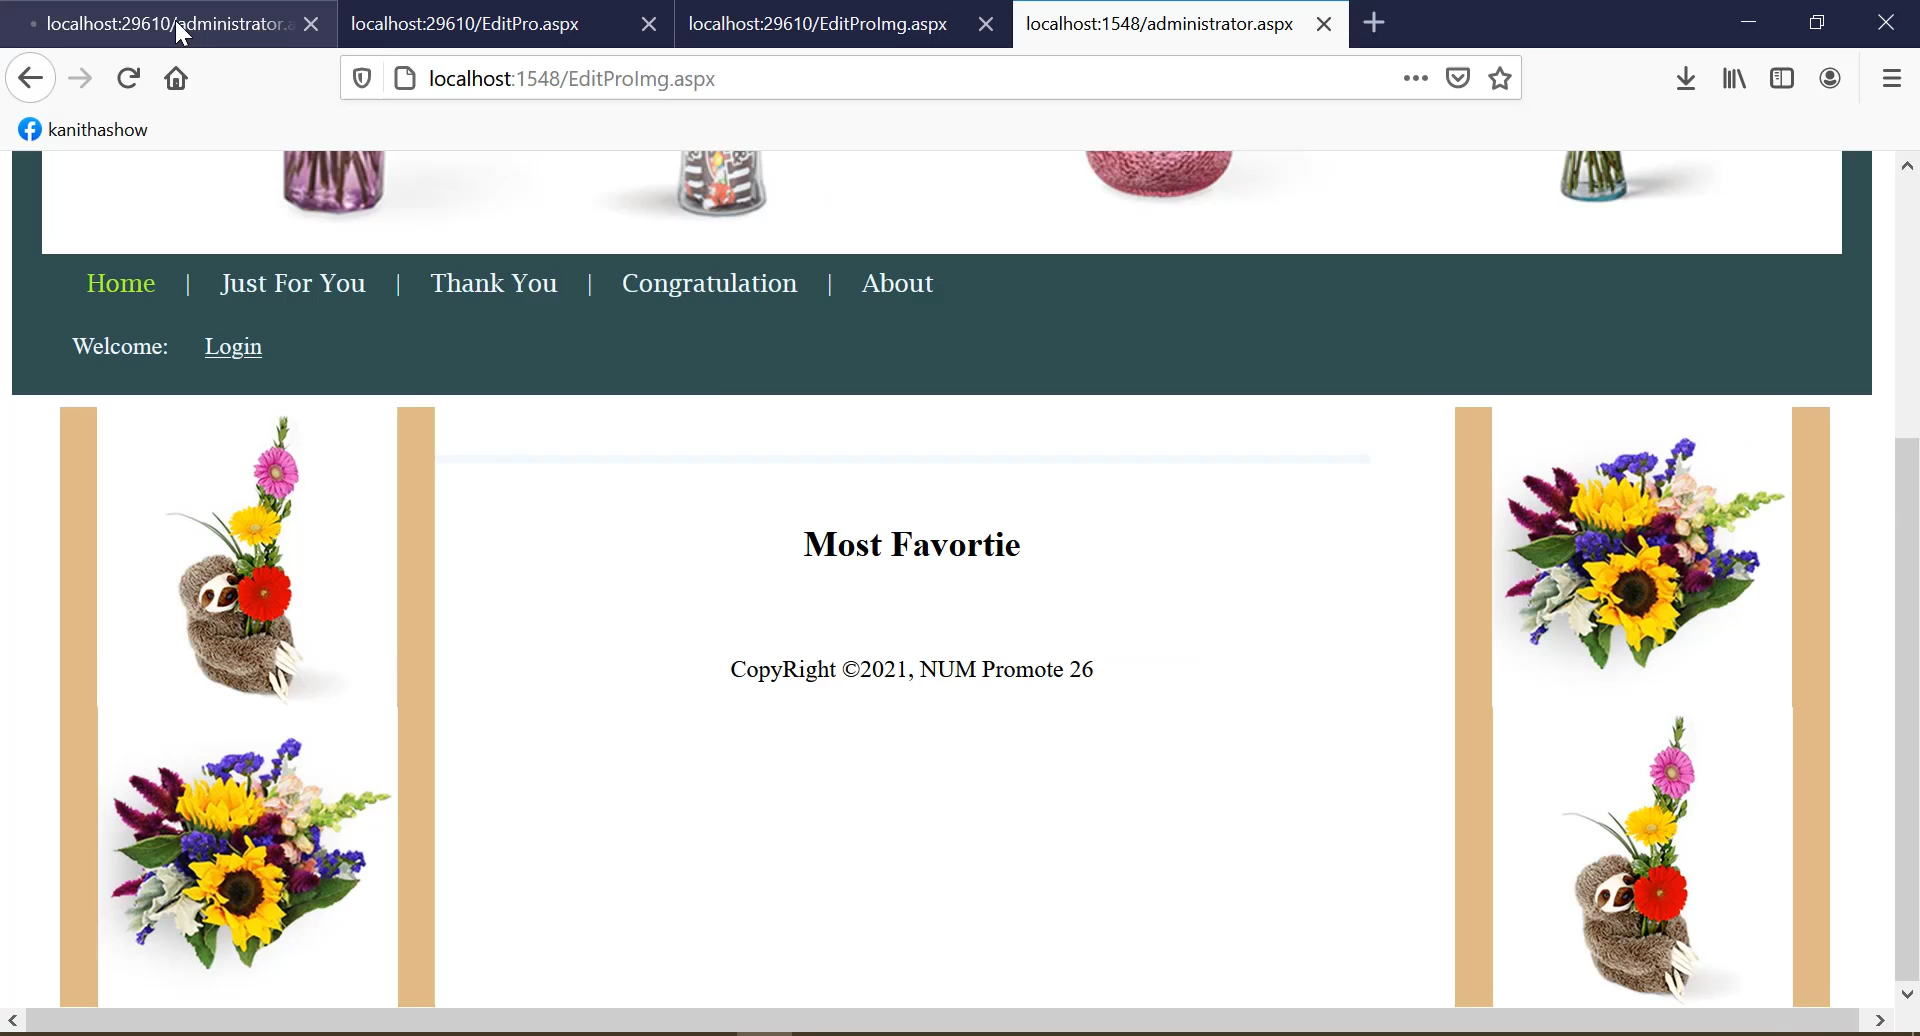 localhost:29610/administrator.a
localhost:29610/EditPro.aspx
localhost:29610/EditProImg.aspx
localhost:1548/administrator.aspx
localhost:1548/EditProImg.aspx
kanithashow
Home | Just For You | Thank You | Congratulation | About
Welcome: Login
Most Favortie
CopyRight ©2021, NUM Promote 26